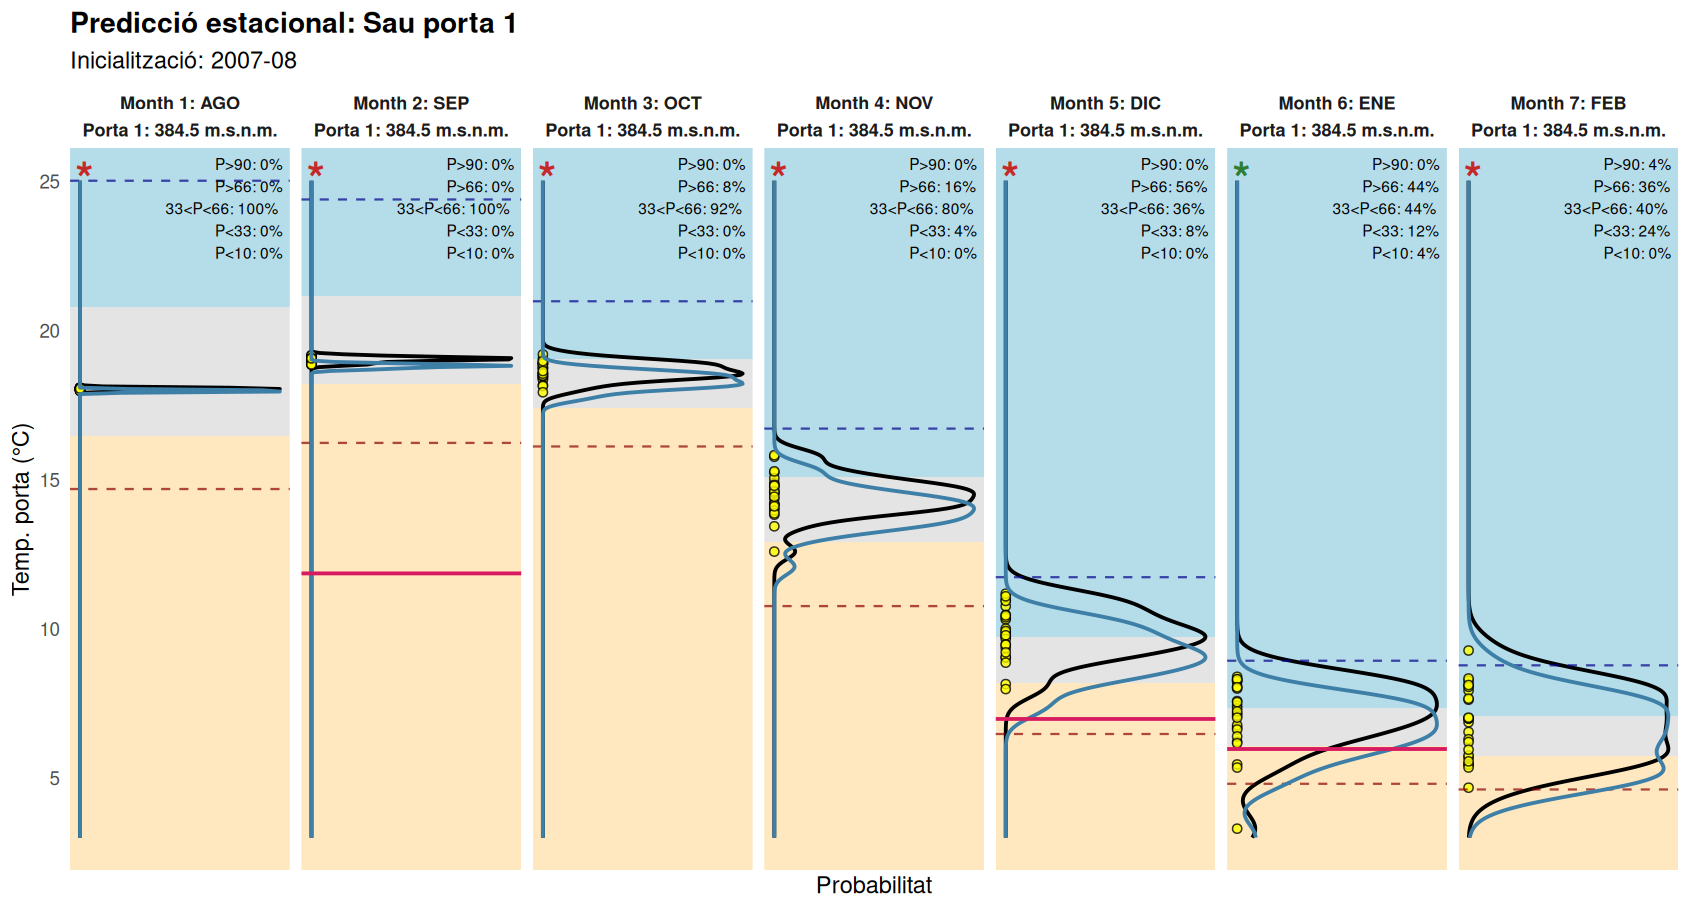 Predicció estacional: Sau porta 1
Inicialització: 2007-08
Month 1: AGO
Porta 1: 384.5 m.s.n.m.
Month 2: SEP
Porta 1: 384.5 m.s.n.m.
Month 3: OCT
Porta 1: 384.5 m.s.n.m.
Month 4: NOV
Porta 1: 384.5 m.s.n.m.
Month 5: DIC
Porta 1: 384.5 m.s.n.m.
Month 6: ENE
Porta 1: 384.5 m.s.n.m.
Month 7: FEB
Porta 1: 384.5 m.s.n.m.
*
P>90: 0%
P>66: 0%
33<P<66: 100%
P<33: 0%
P<10: 0%
*
P>90: 0%
P>66: 0%
33<P<66: 100%
P<33: 0%
P<10: 0%
*
P>90: 0%
P>66: 8%
33<P<66: 92%
P<33: 0%
P<10: 0%
*
P>90: 0%
P>66: 16%
33<P<66: 80%
P<33: 4%
P<10: 0%
*
P>90: 0%
P>66: 56%
33<P<66: 36%
P<33: 8%
P<10: 0%
*
P>90: 0%
P>66: 44%
33<P<66: 44%
P<33: 12%
P<10: 4%
*
P>90: 4%
P>66: 36%
33<P<66: 40%
P<33: 24%
P<10: 0%
25
20
15
10
5
Temp. porta (°C)
Probabilitat